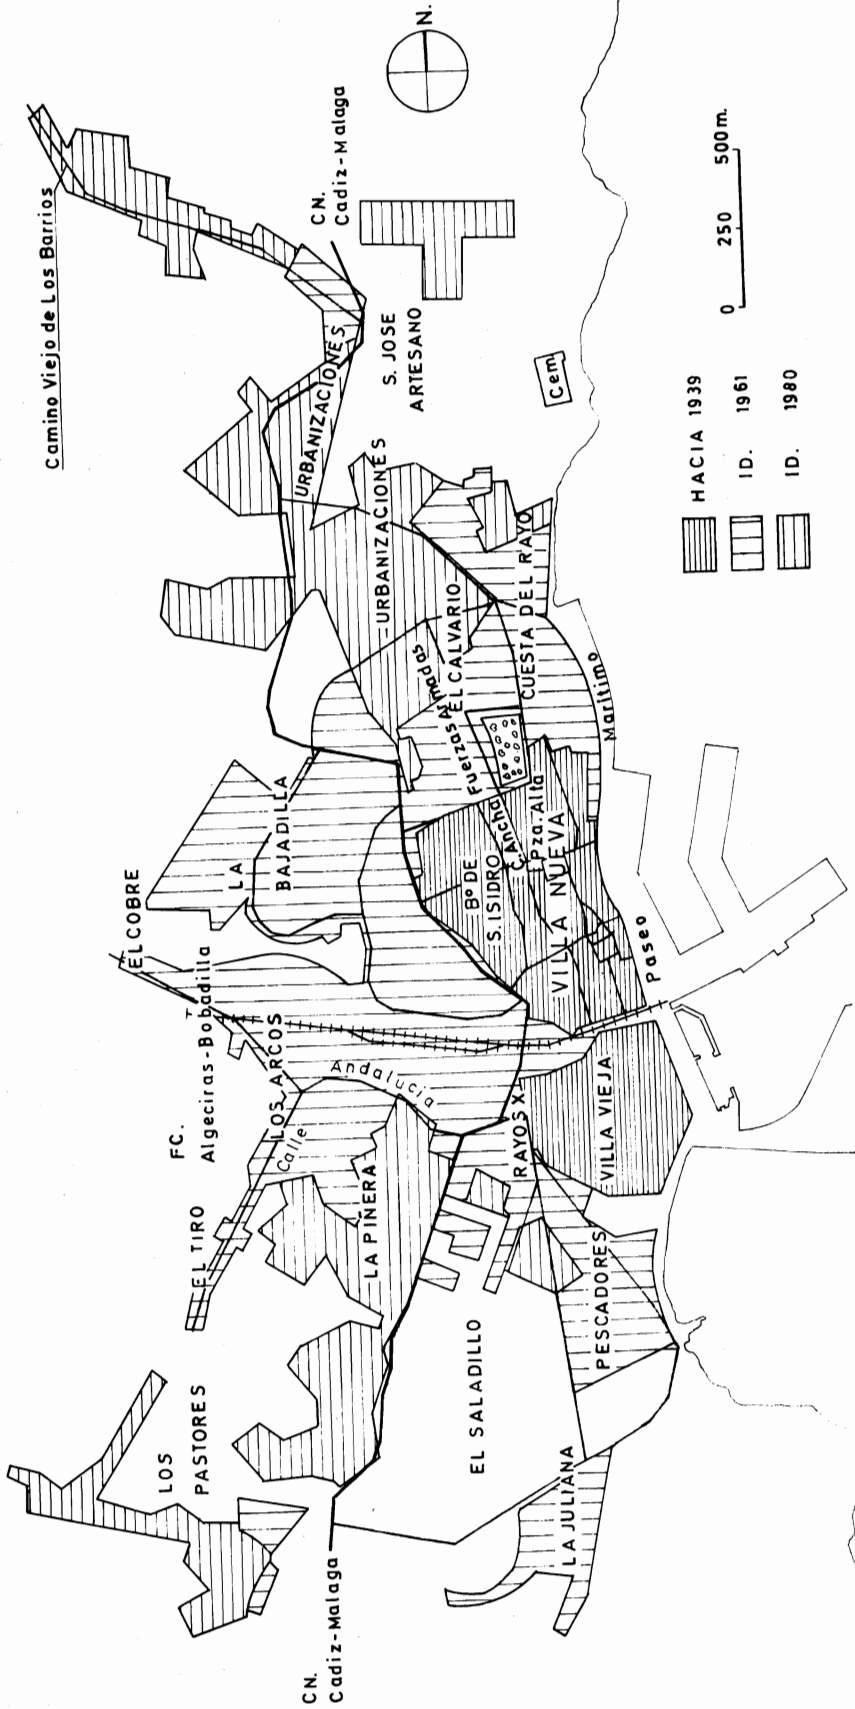 Camino Viejo de Los Barrios
N.
CN.
Cadiz-Malaga
URBANIZACIONES
S. JOSE
ARTESANO
Cem
URBANIZACIONES
EL CALVARIO
CUESTA DEL RAYO
Fuerzas Armadas
Marítimo
C. Ancha
Pza. Alta
LA
BAJADILLA
EL COBRE
Bº DE
S. ISIDRO
VILLA NUEVA
Paseo
FC.
Algeciras-Bobadilla
LOS ARCOS
Calle
Andalucia
RAYOS X
VILLA VIEJA
EL TIRO
LA PIÑERA
PESCADORES
LOS
PASTORES
EL SALADILLO
LA JULIANA
CN.
Cadiz-Malaga
0 250 500 m.
HACIA 1939
ID. 1961
ID. 1980